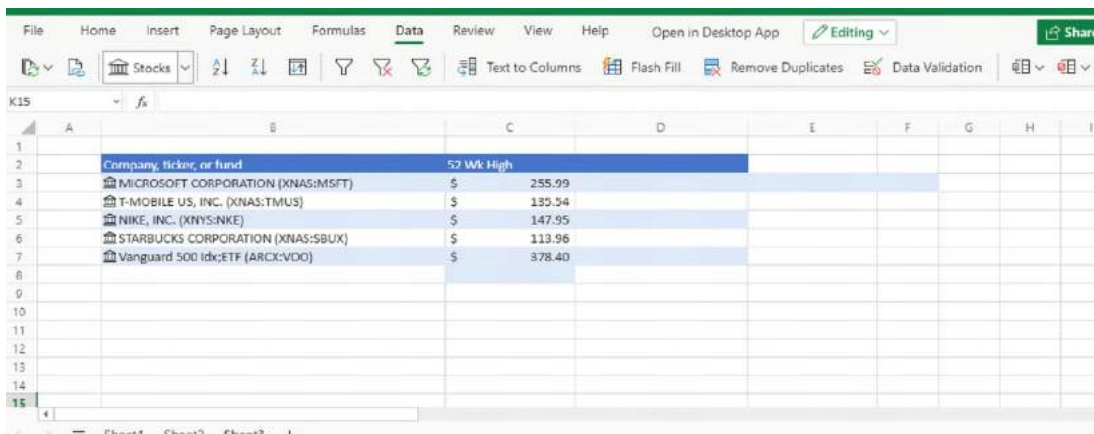 File Home Insert Page Layout Formulas Data Review View Help Open in Desktop App Editing Share
Stocks Text to Columns Flash Fill Remove Duplicates Data Validation
K15 fx
A B C D E F G H I
1
2 Company, ticker, or fund 52 Wk High
3 MICROSOFT CORPORATION (XNAS:MSFT) $ 255.99
4 T-MOBILE US, INC. (XNAS:TMUS) $ 135.54
5 NIKE, INC. (XNYS:NKE) $ 147.95
6 STARBUCKS CORPORATION (XNAS:SBUX) $ 113.96
7 Vanguard 500 Idx;ETF (ARCX:VOO) $ 378.40
8
9
10
11
12
13
14
15
Sheet1 Sheet2 Sheet3 +